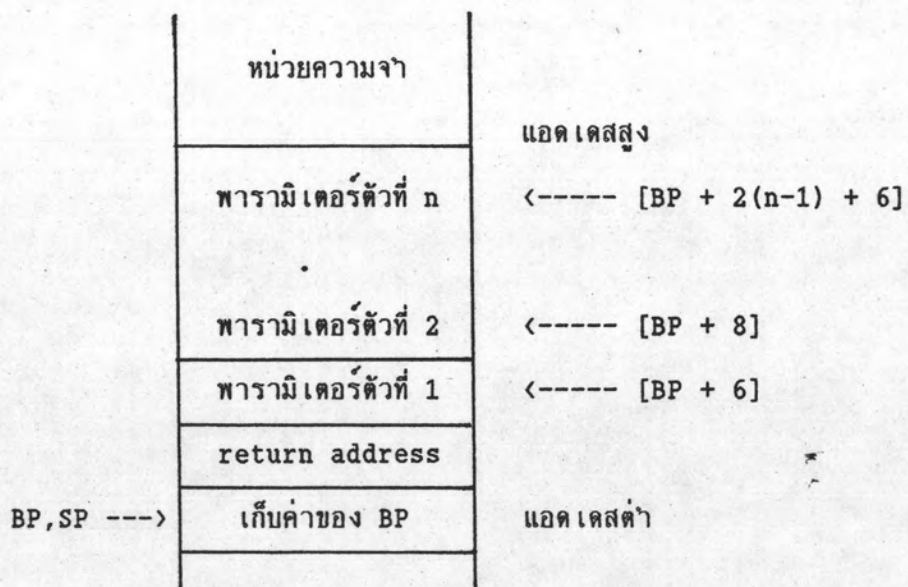 หน่วยความจำ
แอดเดสสูง
พารามิเตอร์ตัวที่ n <----- [BP + 2(n-1) + 6]
.
พารามิเตอร์ตัวที่ 2 <----- [BP + 8]
พารามิเตอร์ตัวที่ 1 <----- [BP + 6]
return address
BP,SP ---> เก็บค่าของ BP แอดเดสต่ำ